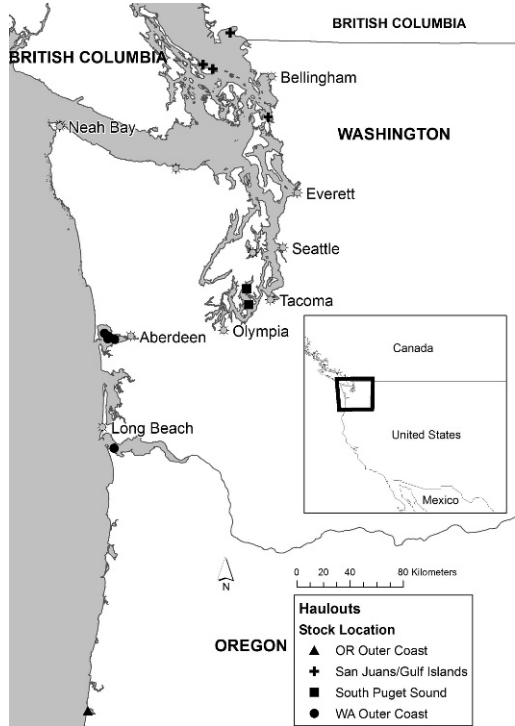 BRITISH COLUMBIA
BRITISH COLUMBIA
Bellingham
Neah Bay
WASHINGTON
Everett
Seattle
Tacoma
Olympia
Aberdeen
Long Beach
Canada
United States
Mexico
N
0 20 40 80 Kilometers
OREGON
Haulouts
Stock Location
OR Outer Coast
San Juans/Gulf Islands
South Puget Sound
WA Outer Coast